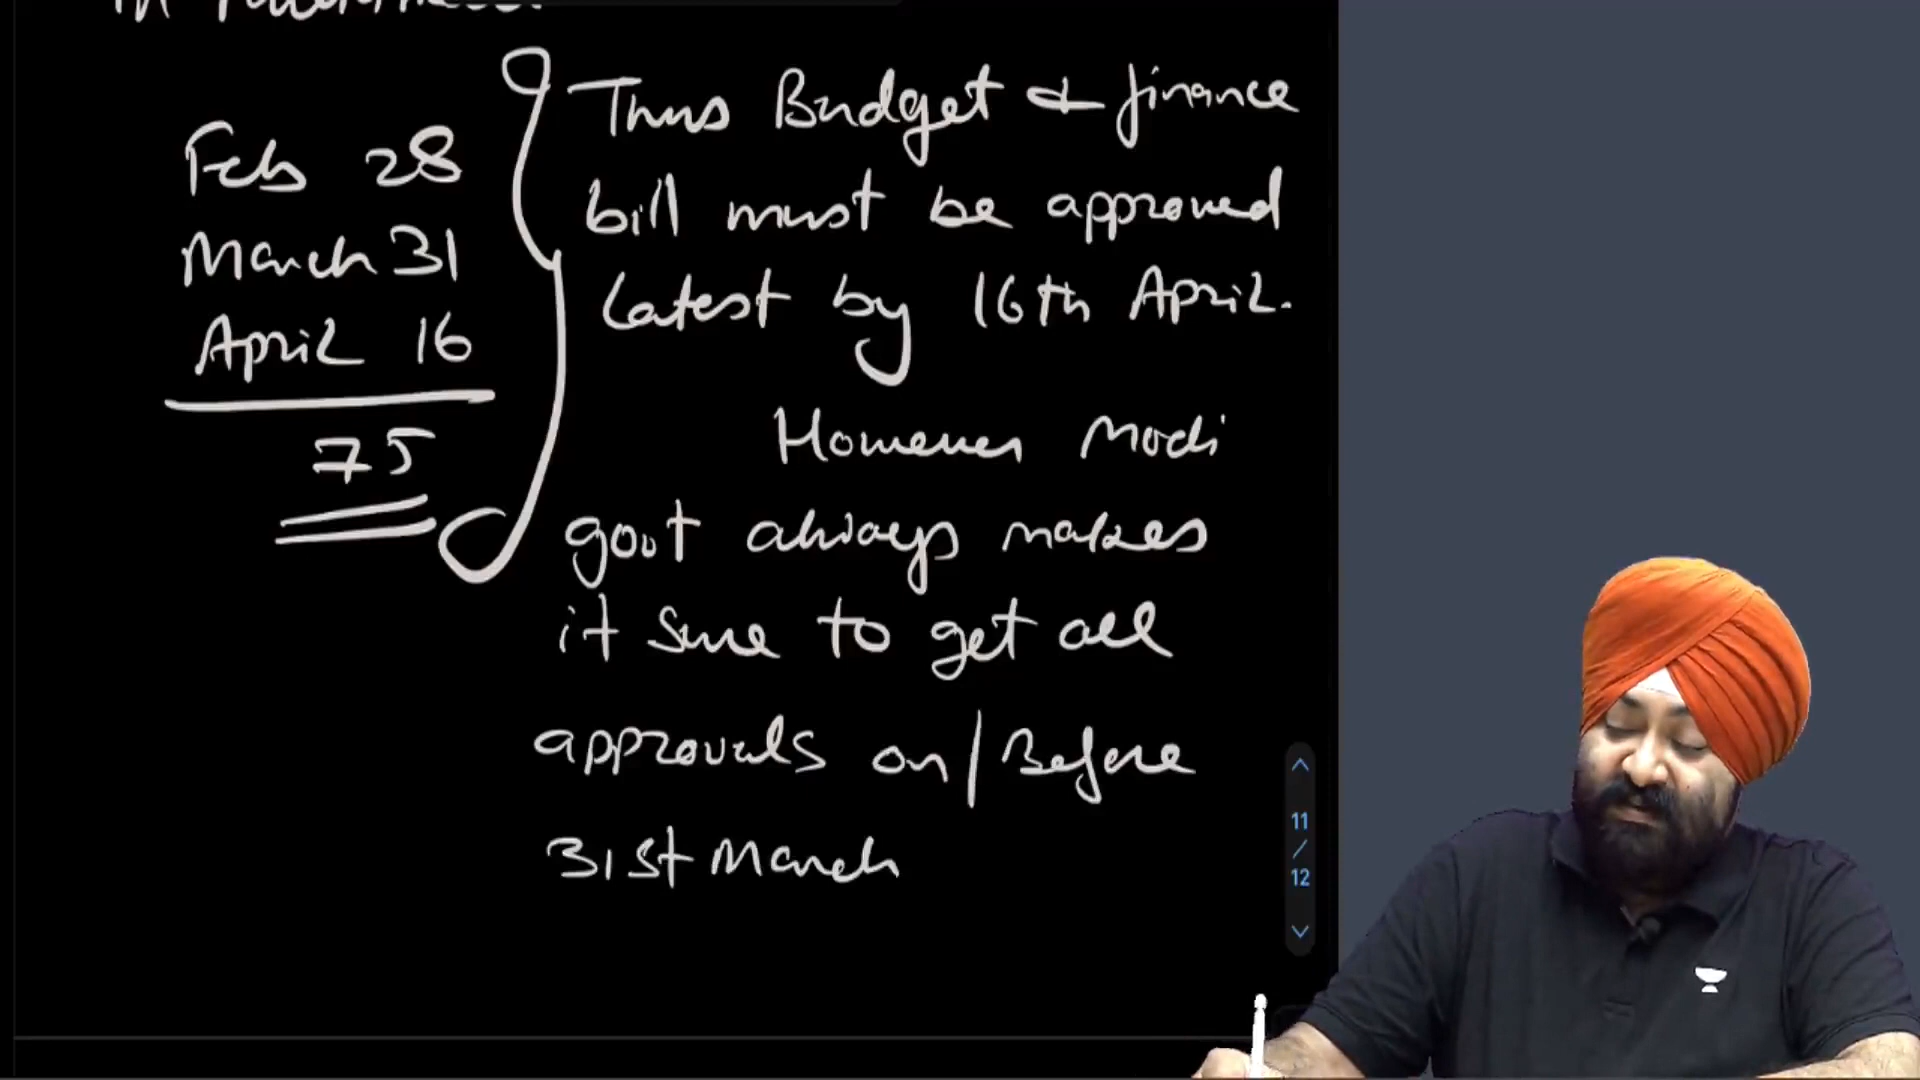 in
Feb 28
March 31
April 16
75
Thus Budget & finance
bill must be approved
latest by 16th April.
However Modi
govt always makes
it sure to get all
approvals on/Before
31st March
11
/
12